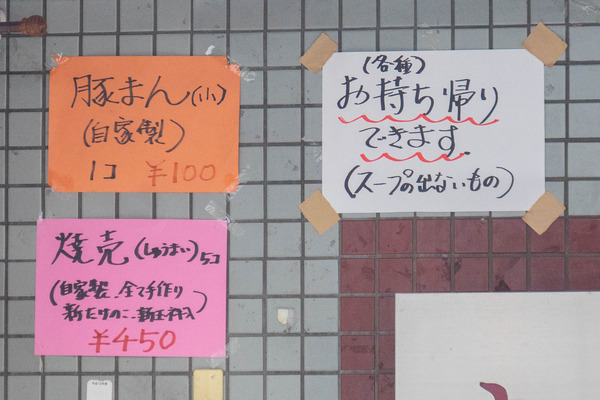 豚まん(小)
(自家製)
1コ ¥100
(各種)
お持ち帰り
できます
(スープの出ないもの)
焼売(しゅうまい)5コ
(自家製.全て手作り
新たけのこ、新玉ネギ入)
¥450